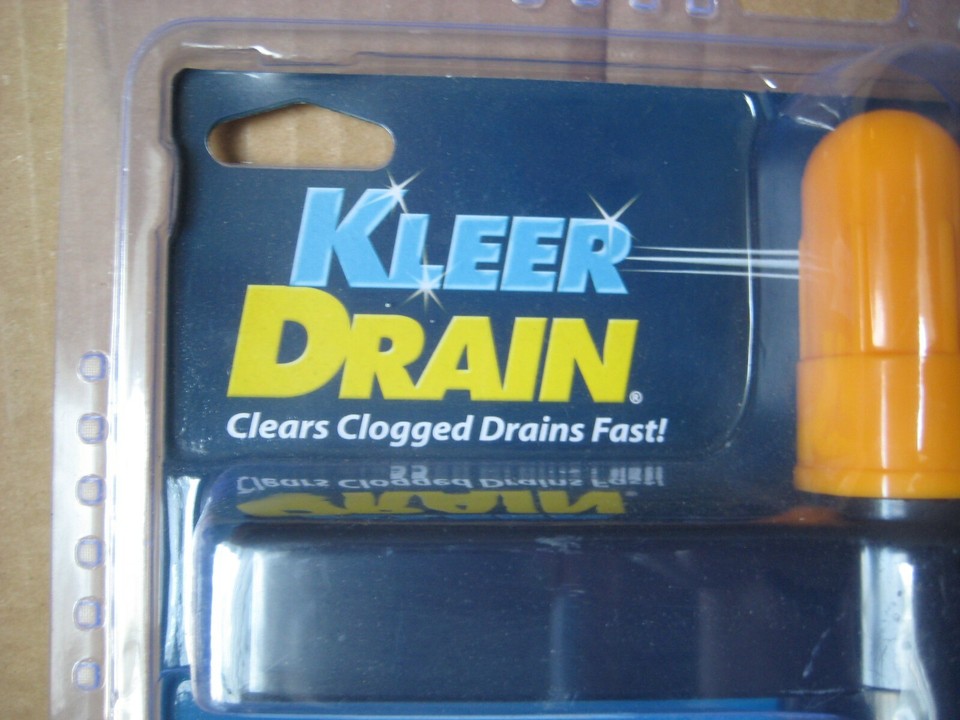 KLEER
DRAIN®
Clears Clogged Drains Fast!